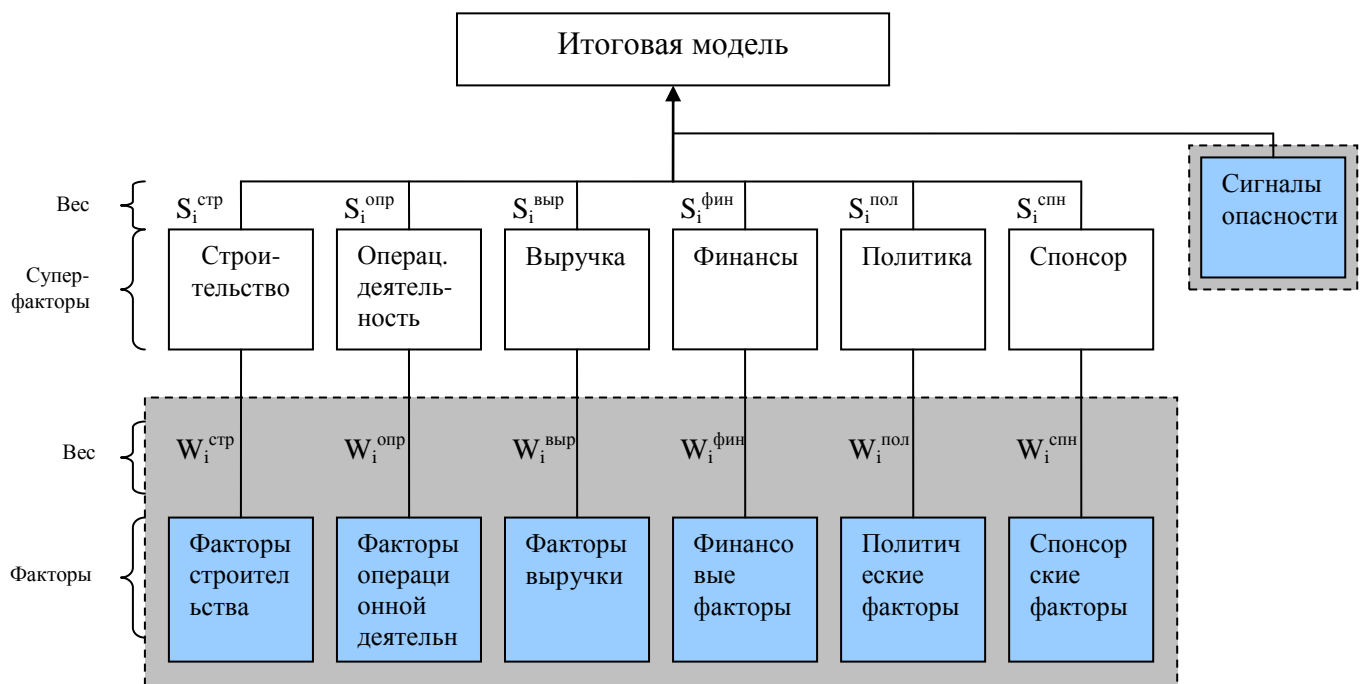 Итоговая модель
Сигналы
опасности
Вес
S_i^стр
S_i^опр
S_i^выр
S_i^фин
S_i^пол
S_i^спн
Супер-
факторы
Строи-
тельство
Операц.
деятель-
ность
Выручка
Финансы
Политика
Спонсор
Вес
W_i^стр
W_i^опр
W_i^выр
W_i^фин
W_i^пол
W_i^спн
Факторы
Факторы
строител
ьства
Факторы
операци
онной
деятельн
Факторы
выручки
Финансо
вые
факторы
Политич
еские
факторы
Спонсор
ские
факторы